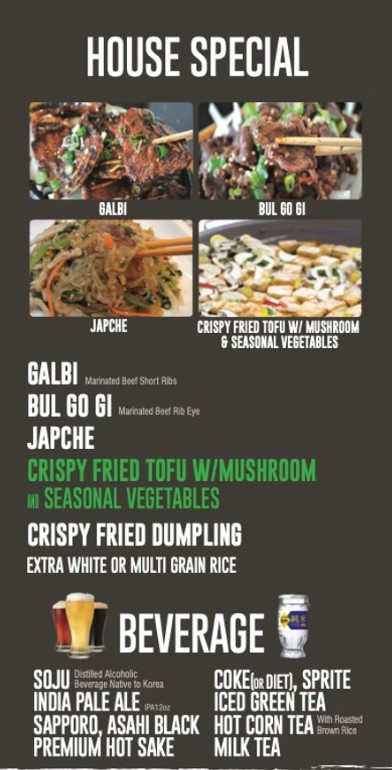 HOUSE SPECIAL
GALBI
BUL GO GI
JAPCHE
CRISPY FRIED TOFU W/ MUSHROOM
& SEASONAL VEGETABLES
GALBI Marinated Beef Short Ribs
BUL GO GI Marinated Beef Rib Eye
JAPCHE
CRISPY FRIED TOFU W/MUSHROOM
AND SEASONAL VEGETABLES
CRISPY FRIED DUMPLING
EXTRA WHITE OR MULTI GRAIN RICE
BEVERAGE
SOJU Distilled Alcoholic
Beverage Native to Korea
INDIA PALE ALE IPA12oz
SAPPORO, ASAHI BLACK
PREMIUM HOT SAKE
COKE(OR DIET), SPRITE
ICED GREEN TEA
HOT CORN TEA With Roasted
Brown Rice
MILK TEA